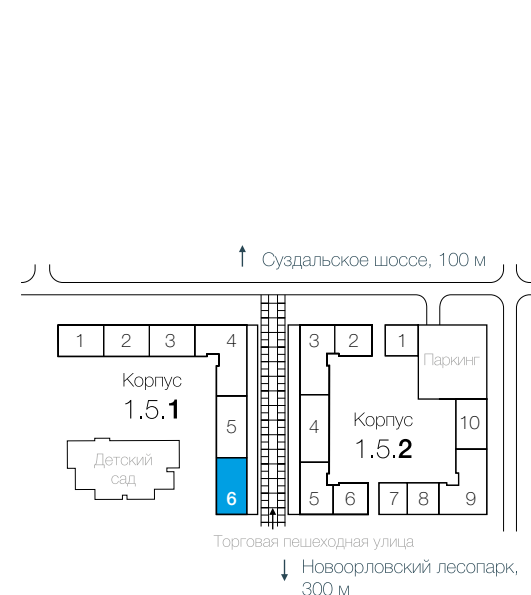 Суздальское шоссе, 100 м
1 2 3 4 3 2 1
Паркинг
Корпус
1.5.1
5
4
Корпус
1.5.2
10
Детский
сад
6
5 6 7 8 9
Торговая пешеходная улица
Новоорловский лесопарк,
300 м